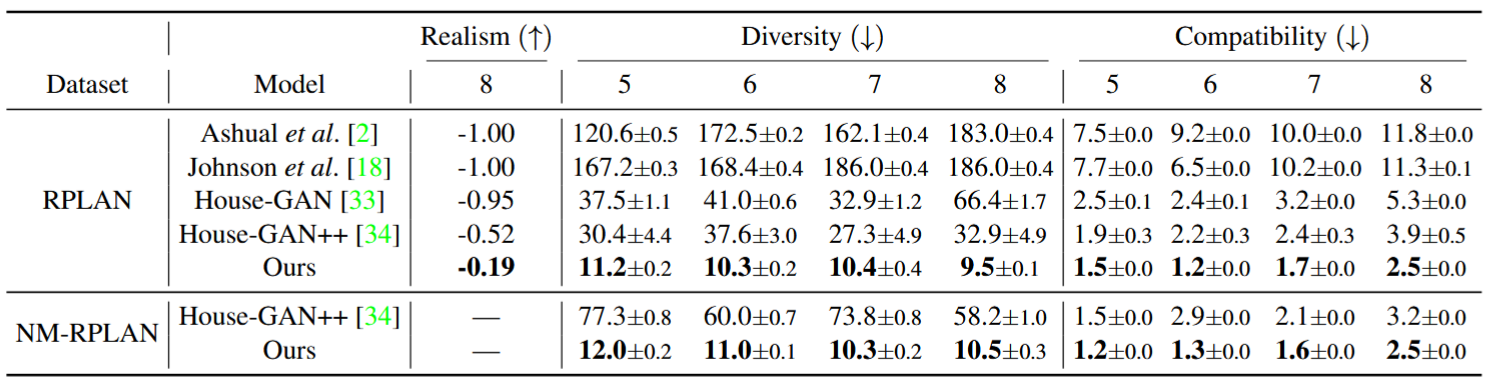 Realism (↑) Diversity (↓) Compatibility (↓)
Dataset Model 8 5 6 7 8 5 6 7 8
Ashual et al. [2] -1.00 120.6±0.5 172.5±0.2 162.1±0.4 183.0±0.4 7.5±0.0 9.2±0.0 10.0±0.0 11.8±0.0
Johnson et al. [18] -1.00 167.2±0.3 168.4±0.4 186.0±0.4 186.0±0.4 7.7±0.0 6.5±0.0 10.2±0.0 11.3±0.1
RPLAN House-GAN [33] -0.95 37.5±1.1 41.0±0.6 32.9±1.2 66.4±1.7 2.5±0.1 2.4±0.1 3.2±0.0 5.3±0.0
House-GAN++ [34] -0.52 30.4±4.4 37.6±3.0 27.3±4.9 32.9±4.9 1.9±0.3 2.2±0.3 2.4±0.3 3.9±0.5
Ours -0.19 11.2±0.2 10.3±0.2 10.4±0.4 9.5±0.1 1.5±0.0 1.2±0.0 1.7±0.0 2.5±0.0
NM-RPLAN House-GAN++ [34] — 77.3±0.8 60.0±0.7 73.8±0.8 58.2±1.0 1.5±0.0 2.9±0.0 2.1±0.0 3.2±0.0
Ours — 12.0±0.2 11.0±0.1 10.3±0.2 10.5±0.3 1.2±0.0 1.3±0.0 1.6±0.0 2.5±0.0